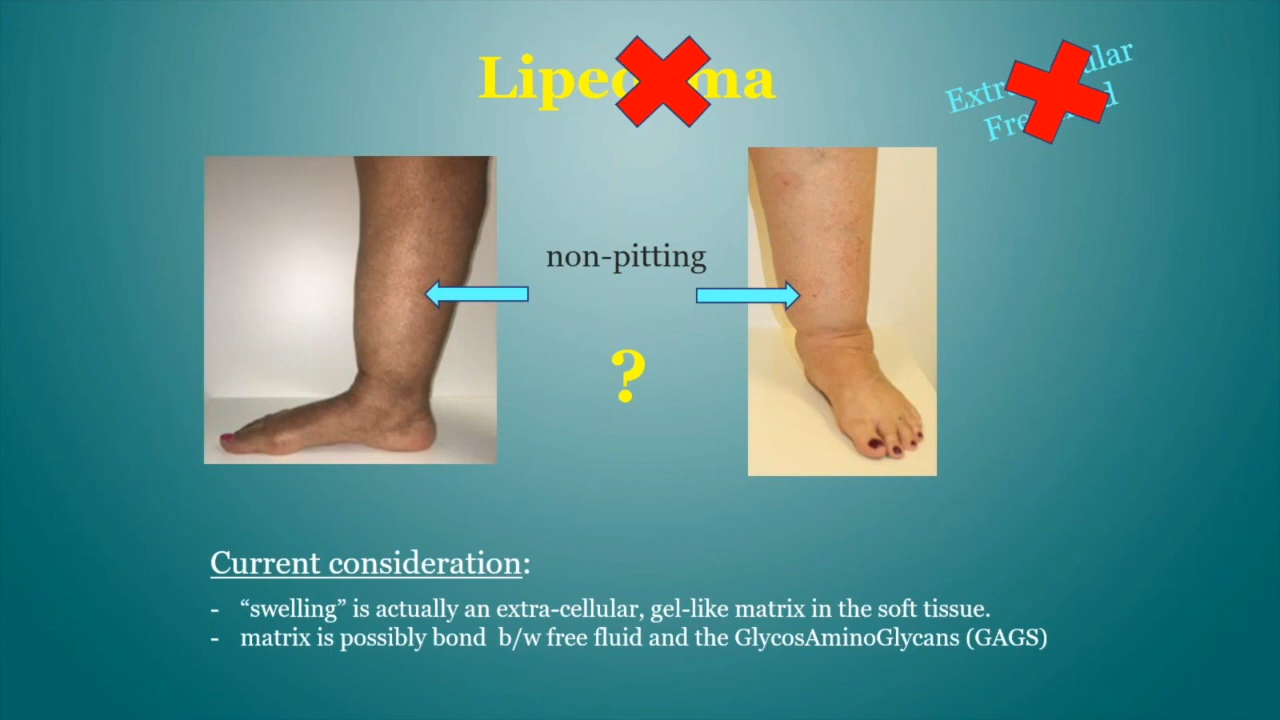 non-pitting
?
Current consideration:
- “swelling” is actually an extra-cellular, gel-like matrix in the soft tissue.
- matrix is possibly bond b/w free fluid and the GlycosAminoGlycans (GAGS)